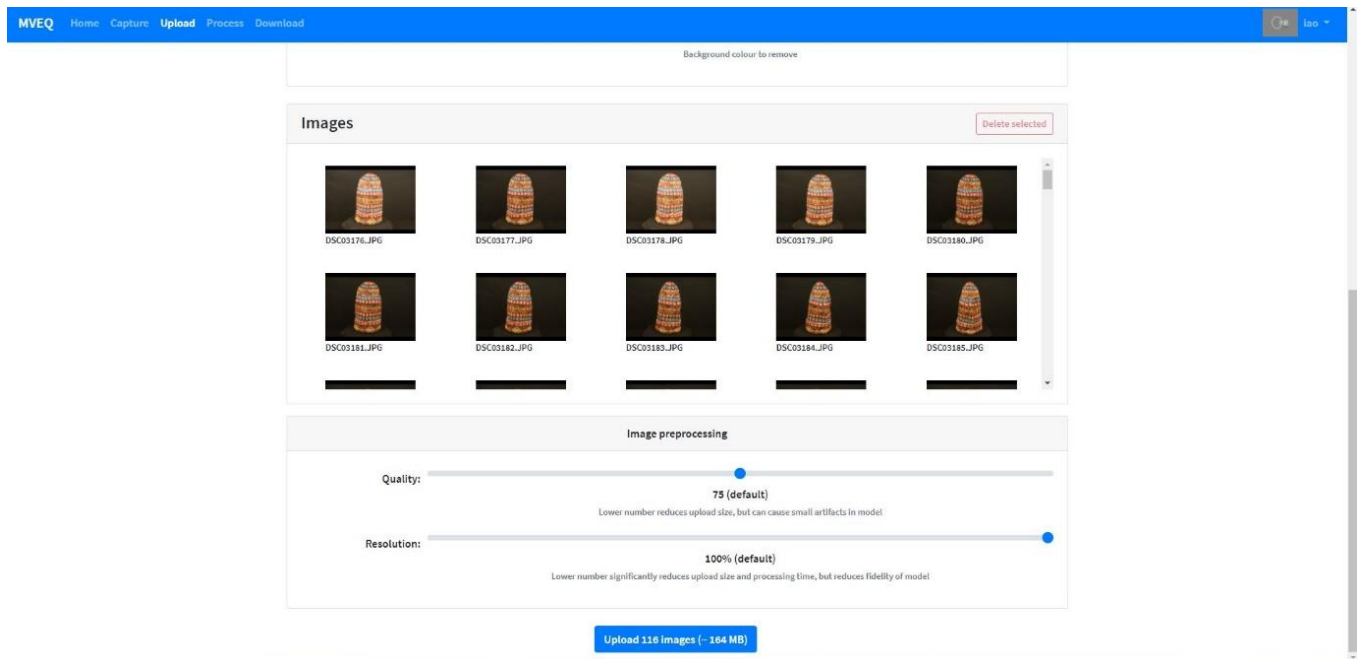 MVEQ Home Capture Upload Process Download iao
Background colour to remove
Images Delete selected
DSC03176.JPG DSC03177.JPG DSC03178.JPG DSC03179.JPG DSC03180.JPG
DSC03181.JPG DSC03182.JPG DSC03183.JPG DSC03184.JPG DSC03185.JPG
Image preprocessing
Quality:
75 (default)
Lower number reduces upload size, but can cause small artifacts in model
Resolution:
100% (default)
Lower number significantly reduces upload size and processing time, but reduces fidelity of model
Upload 116 images (~ 164 MB)